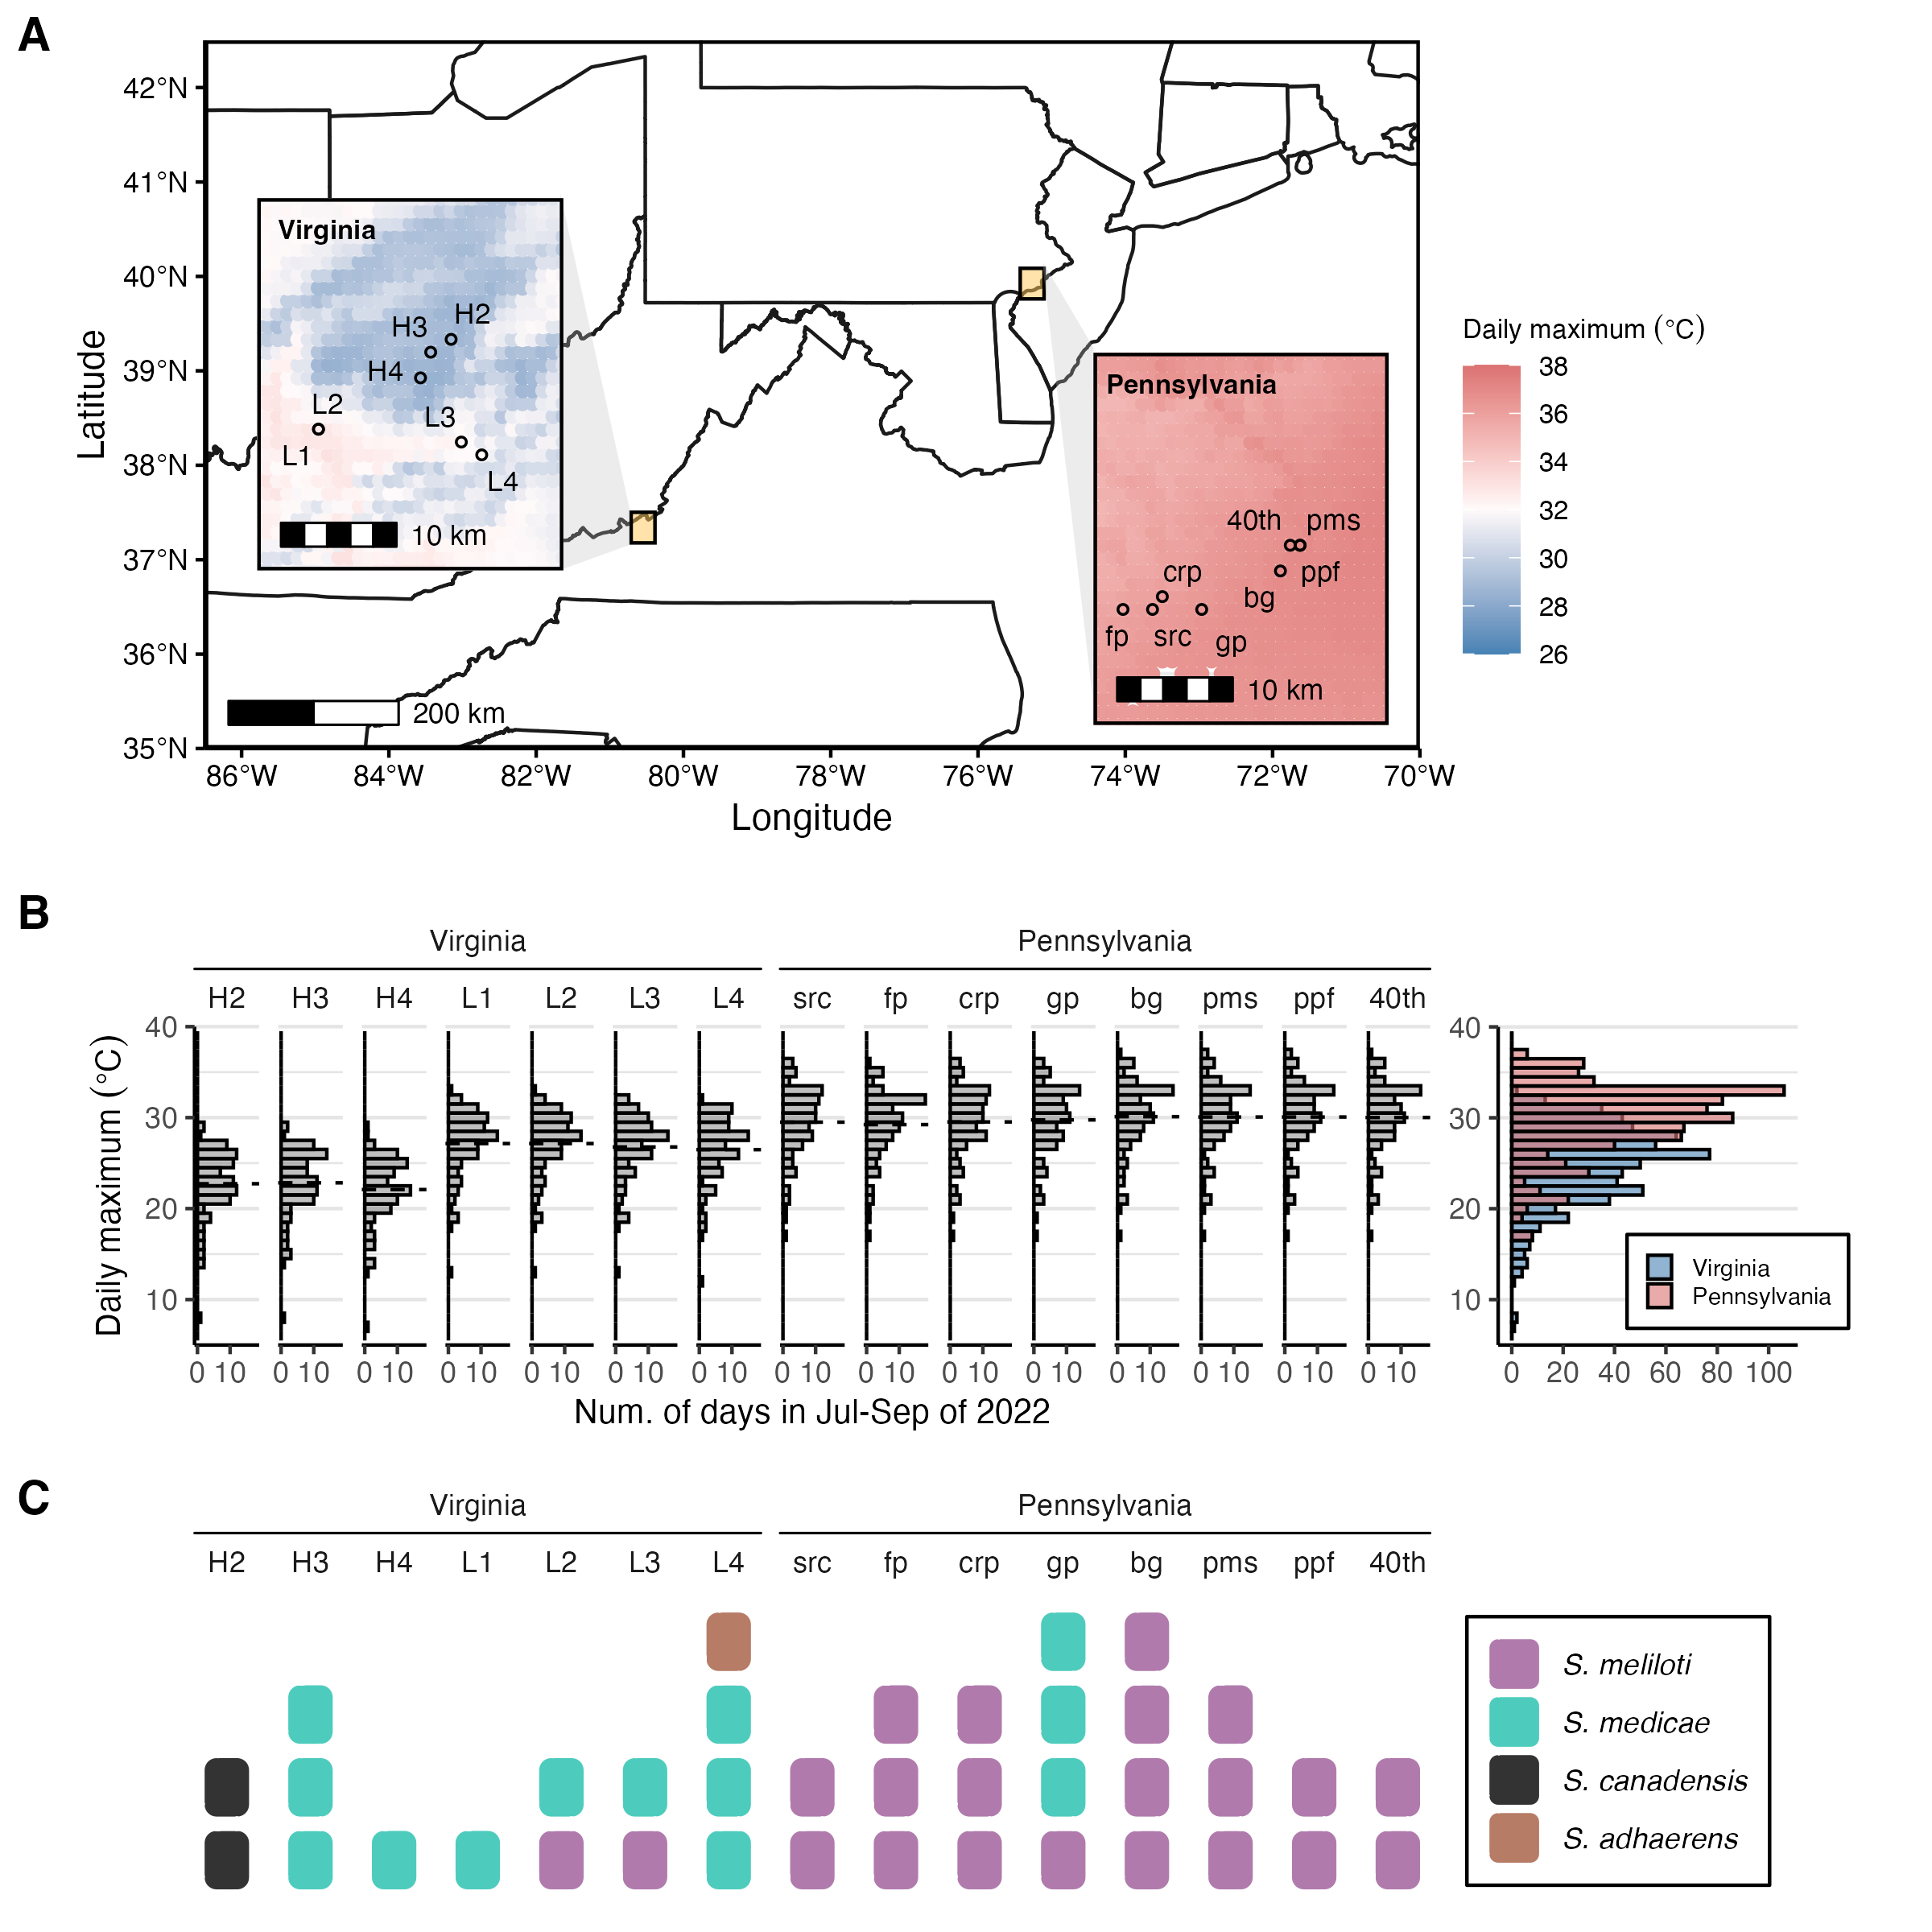 A
42°N
41°N
40°N
39°N
38°N
37°N
36°N
35°N
Latitude
86°W 84°W 82°W 80°W 78°W 76°W 74°W 72°W 70°W
Longitude
200 km
Virginia
H2
H3
H4
L2
L3
L1
L4
10 km
Pennsylvania
40th pms
crp ppf
bg
fp src gp
10 km
Daily maximum (°C)
38
36
34
32
30
28
26
B
Virginia Pennsylvania
H2 H3 H4 L1 L2 L3 L4 src fp crp gp bg pms ppf 40th
Daily maximum (°C)
40
30
20
10
0 10 0 10 0 10 0 10 0 10 0 10 0 10 0 10 0 10 0 10 0 10 0 10 0 10 0 10 0 10
Num. of days in Jul-Sep of 2022
40
30
20
10
0 20 40 60 80 100
Virginia
Pennsylvania
C
Virginia Pennsylvania
H2 H3 H4 L1 L2 L3 L4 src fp crp gp bg pms ppf 40th
S. meliloti
S. medicae
S. canadensis
S. adhaerens